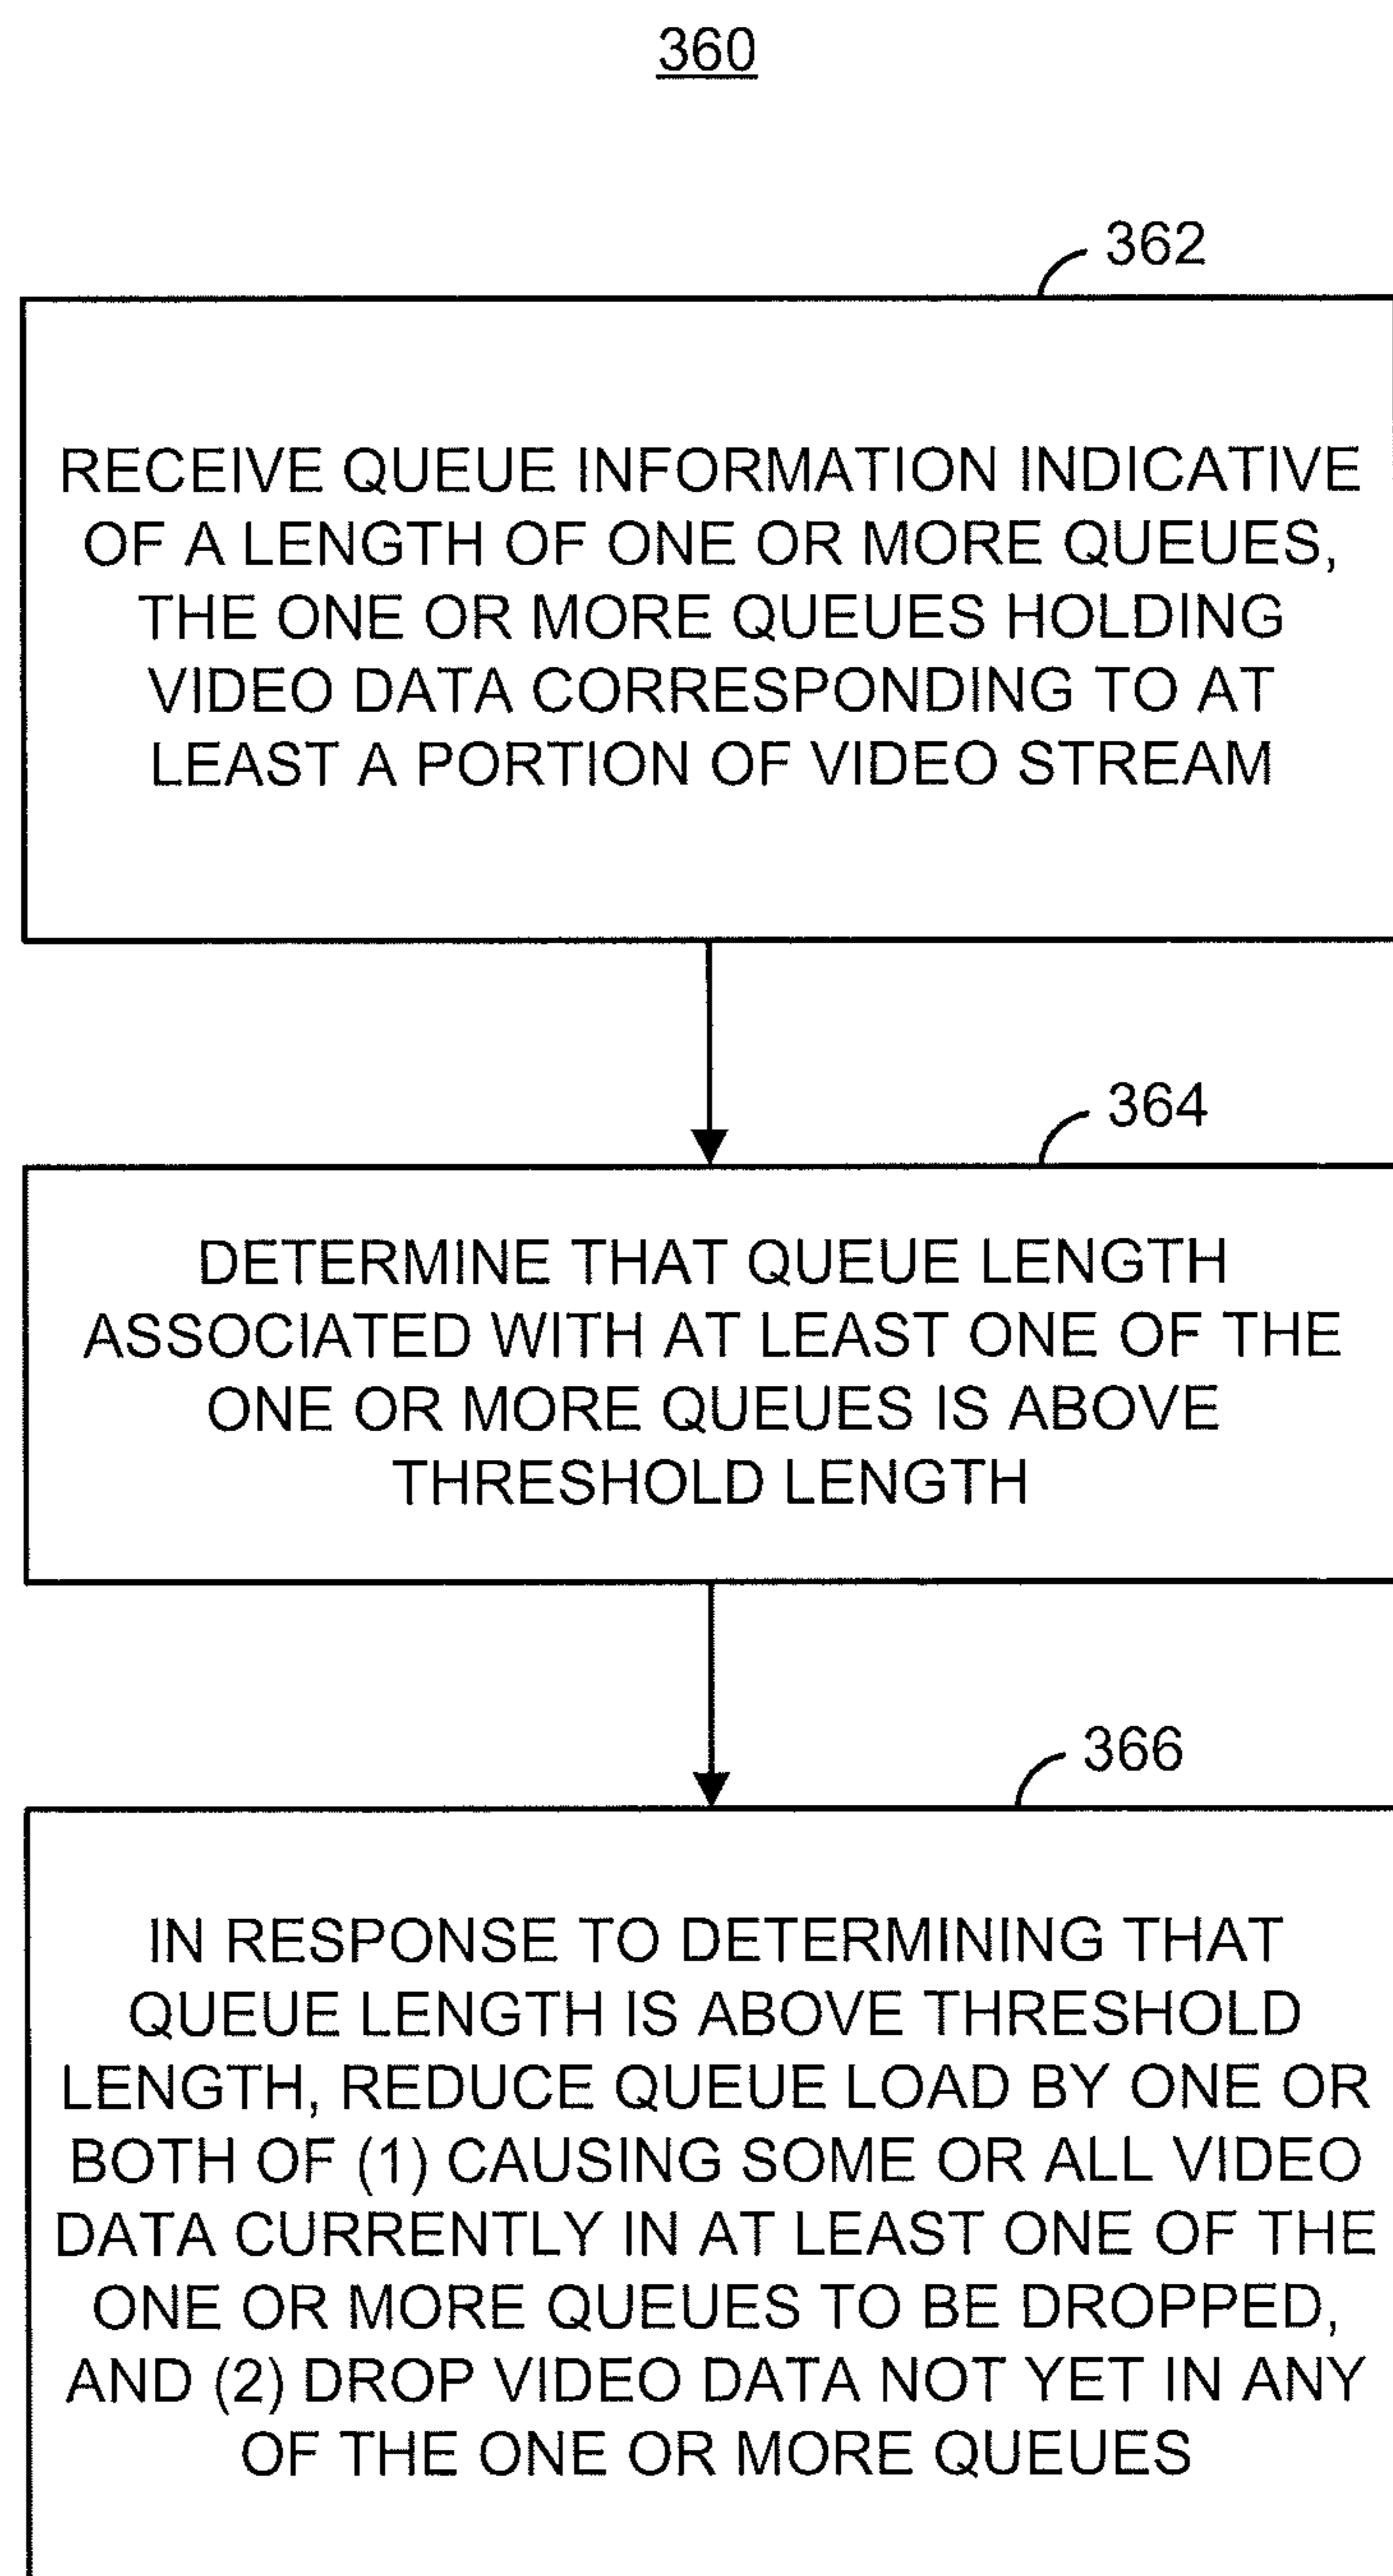 360
362
RECEIVE QUEUE INFORMATION INDICATIVE
OF A LENGTH OF ONE OR MORE QUEUES,
THE ONE OR MORE QUEUES HOLDING
VIDEO DATA CORRESPONDING TO AT
LEAST A PORTION OF VIDEO STREAM
364
DETERMINE THAT QUEUE LENGTH
ASSOCIATED WITH AT LEAST ONE OF THE
ONE OR MORE QUEUES IS ABOVE
THRESHOLD LENGTH
366
IN RESPONSE TO DETERMINING THAT
QUEUE LENGTH IS ABOVE THRESHOLD
LENGTH, REDUCE QUEUE LOAD BY ONE OR
BOTH OF (1) CAUSING SOME OR ALL VIDEO
DATA CURRENTLY IN AT LEAST ONE OF THE
ONE OR MORE QUEUES TO BE DROPPED,
AND (2) DROP VIDEO DATA NOT YET IN ANY
OF THE ONE OR MORE QUEUES